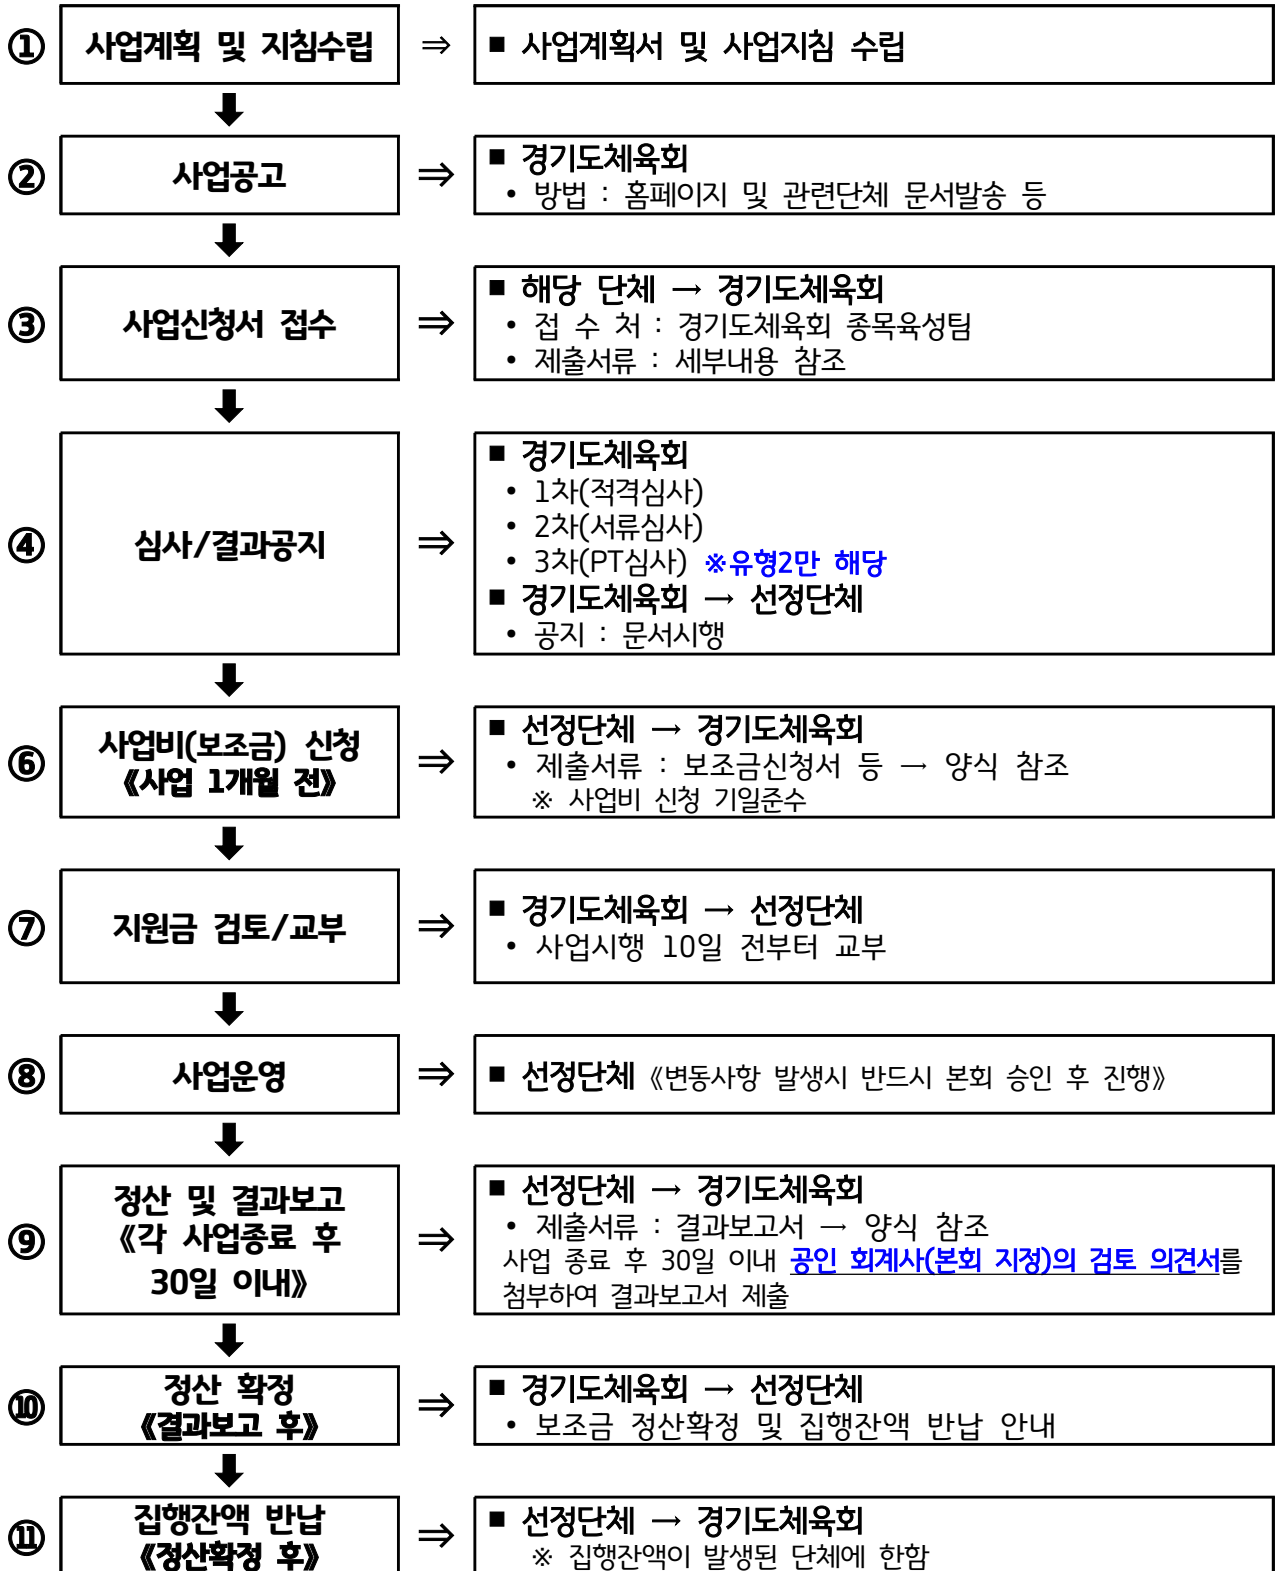 ① 사업계획 및 지침수립 ⇒ ■ 사업계획서 및 사업지침 수립
② 사업공고 ⇒ ■ 경기도체육회
• 방법 : 홈페이지 및 관련단체 문서발송 등
③ 사업신청서 접수 ⇒ ■ 해당 단체 → 경기도체육회
• 접 수 처 : 경기도체육회 종목육성팀
• 제출서류 : 세부내용 참조
④ 심사/결과공지 ⇒ ■ 경기도체육회
• 1차(적격심사)
• 2차(서류심사)
• 3차(PT심사) ※유형2만 해당
■ 경기도체육회 → 선정단체
• 공지 : 문서시행
⑥ 사업비(보조금) 신청
《사업 1개월 전》 ⇒ ■ 선정단체 → 경기도체육회
• 제출서류 : 보조금신청서 등 → 양식 참조
※ 사업비 신청 기일준수
⑦ 지원금 검토/교부 ⇒ ■ 경기도체육회 → 선정단체
• 사업시행 10일 전부터 교부
⑧ 사업운영 ⇒ ■ 선정단체 《변동사항 발생시 반드시 본회 승인 후 진행》
⑨ 정산 및 결과보고
《각 사업종료 후
30일 이내》 ⇒ ■ 선정단체 → 경기도체육회
• 제출서류 : 결과보고서 → 양식 참조
사업 종료 후 30일 이내 공인 회계사(본회 지정)의 검토 의견서를
첨부하여 결과보고서 제출
⑩ 정산 확정
《결과보고 후》 ⇒ ■ 경기도체육회 → 선정단체
• 보조금 정산확정 및 집행잔액 반납 안내
⑪ 집행잔액 반납
《정산확정 후》 ⇒ ■ 선정단체 → 경기도체육회
※ 집행잔액이 발생된 단체에 한함